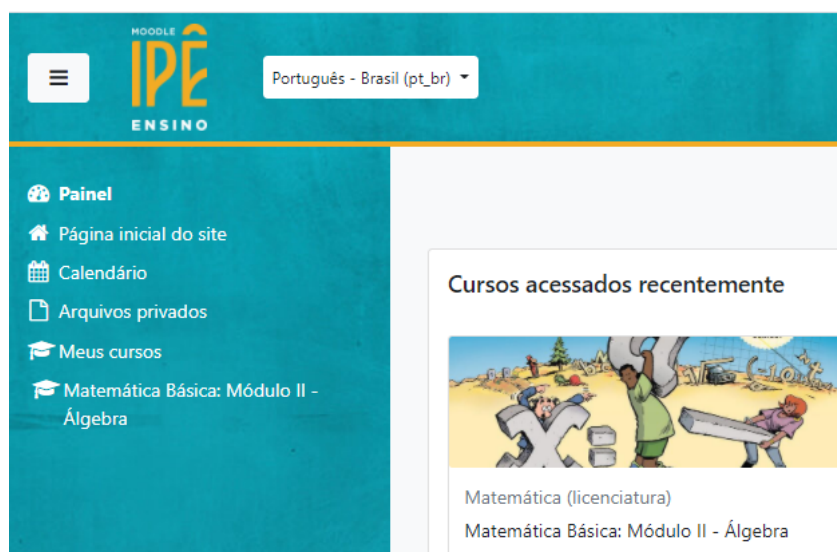 MOODLE
IPÊ
ENSINO
Português - Brasil (pt_br)
Painel
Página inicial do site
Calendário
Arquivos privados
Meus cursos
Matemática Básica: Módulo II -
Álgebra
Cursos acessados recentemente
Matemática (licenciatura)
Matemática Básica: Módulo II - Álgebra